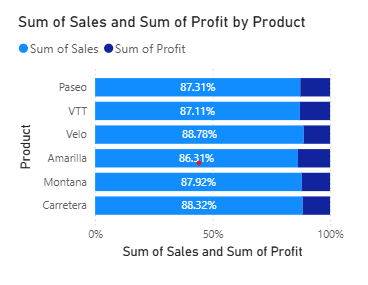 Sum of Sales and Sum of Profit by Product
Sum of Sales Sum of Profit
Product
Paseo 87.31%
VTT 87.11%
Velo 88.78%
Amarilla 86.31%
Montana 87.92%
Carretera 88.32%
0% 50% 100%
Sum of Sales and Sum of Profit